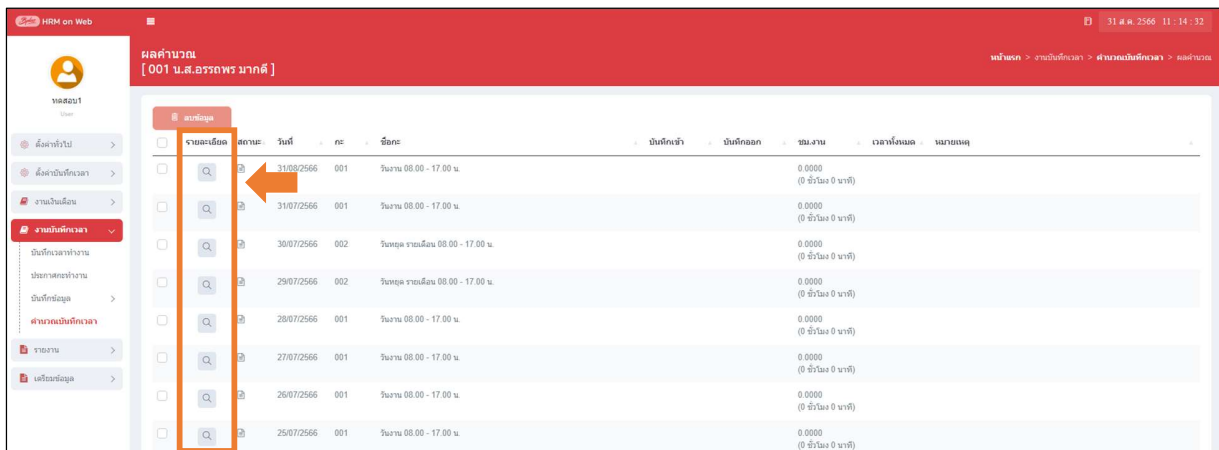 HRM on Web
31 ส.ค. 2566 11 : 14 : 32
ผลคำนวณ
[ 001 น.ส.อรรถพร มากดี ]
หน้าแรก > งานบันทึกเวลา > คำนวณบันทึกเวลา > ผลคำนวณ
ทดสอบ1
User
ตั้งค่าทั่วไป
ตั้งค่าบันทึกเวลา
งานเงินเดือน
งานบันทึกเวลา
บันทึกเวลาทำงาน
ประกาศกะทำงาน
บันทึกข้อมูล
คำนวณบันทึกเวลา
รายงาน
เตรียมข้อมูล
ลบข้อมูล
รายละเอียด สถานะ วันที่ กะ ชื่อกะ บันทึกเข้า บันทึกออก ชม.งาน เวลาทั้งหมด หมายเหตุ
31/08/2566 001 วันงาน 08.00 - 17.00 น. 0.0000
(0 ชั่วโมง 0 นาที)
31/07/2566 001 วันงาน 08.00 - 17.00 น. 0.0000
(0 ชั่วโมง 0 นาที)
30/07/2566 002 วันหยุด รายเดือน 08.00 - 17.00 น. 0.0000
(0 ชั่วโมง 0 นาที)
29/07/2566 002 วันหยุด รายเดือน 08.00 - 17.00 น. 0.0000
(0 ชั่วโมง 0 นาที)
28/07/2566 001 วันงาน 08.00 - 17.00 น. 0.0000
(0 ชั่วโมง 0 นาที)
27/07/2566 001 วันงาน 08.00 - 17.00 น. 0.0000
(0 ชั่วโมง 0 นาที)
26/07/2566 001 วันงาน 08.00 - 17.00 น. 0.0000
(0 ชั่วโมง 0 นาที)
25/07/2566 001 วันงาน 08.00 - 17.00 น. 0.0000
(0 ชั่วโมง 0 นาที)